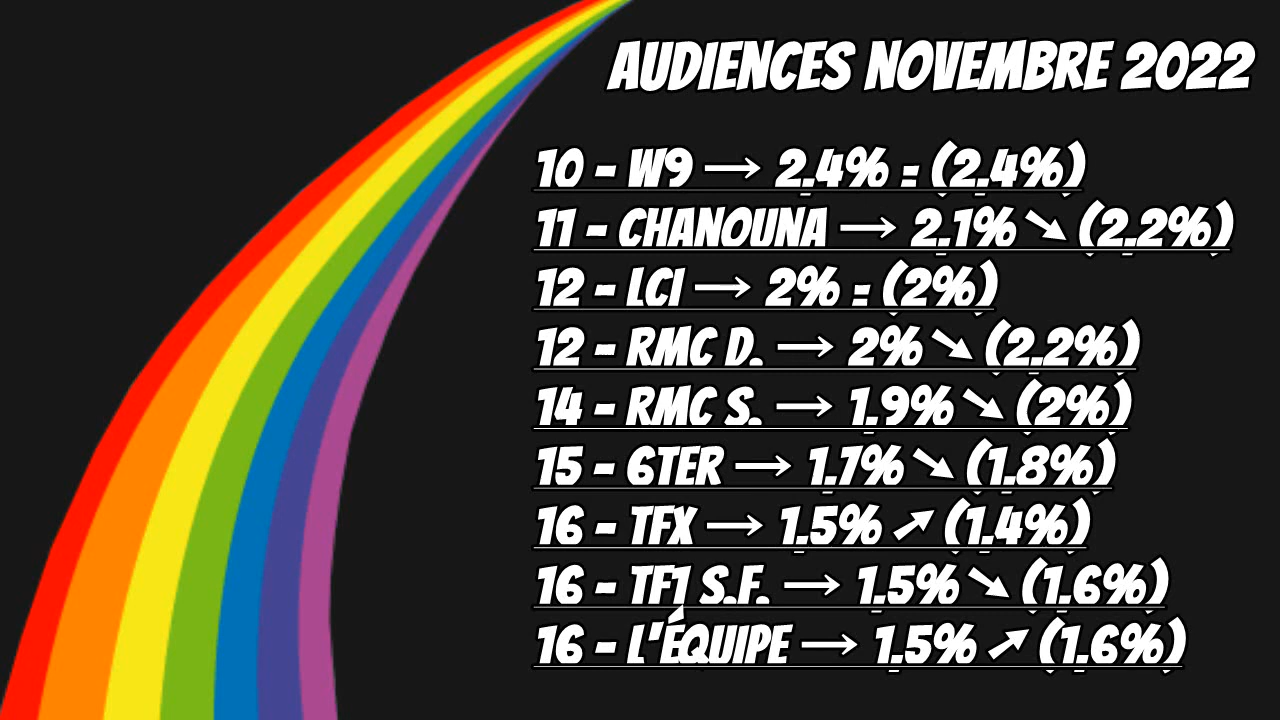 AUDIENCES NOVEMBRE 2022
10 - W9 → 2.4% = (2.4%)
11 - CHANOUNA → 2.1% ↘ (2.2%)
12 - LCI → 2% = (2%)
12 - RMC D. → 2% ↘ (2.2%)
14 - RMC S. → 1.9% ↘ (2%)
15 - 6TER → 1.7% ↘ (1.8%)
16 - TFX → 1.5% ↗ (1.4%)
16 - TF1 S.F. → 1.5% ↘ (1.6%)
16 - L'ÉQUIPE → 1.5% ↗ (1.6%)